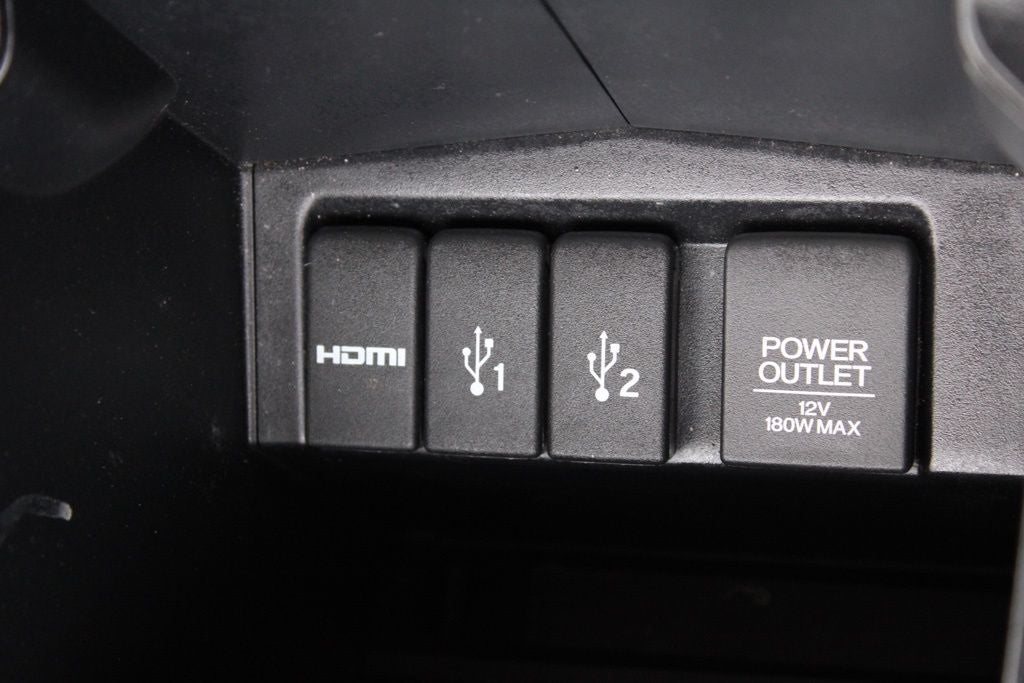 HDMI
1
2
POWER
OUTLET
12V
180W MAX